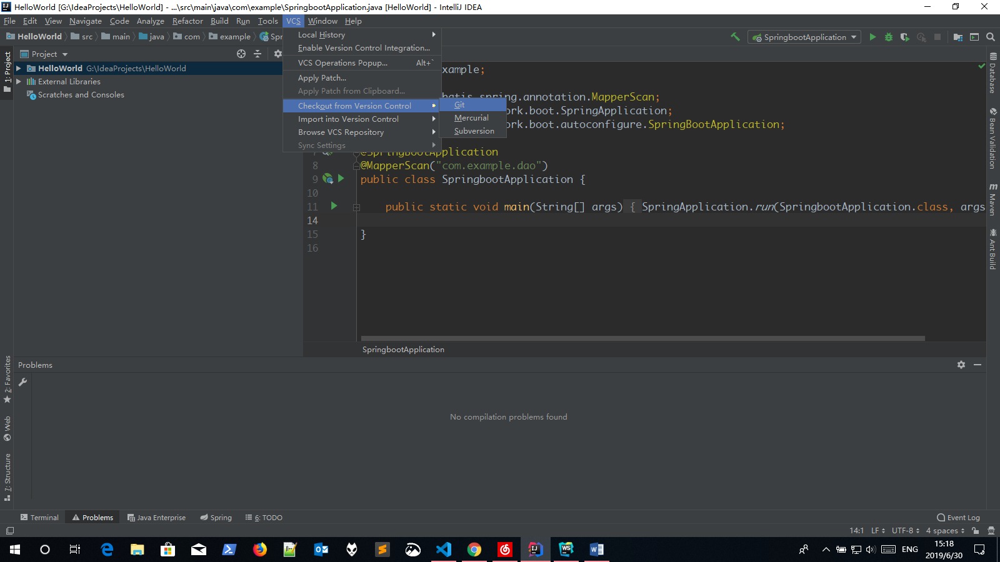 HelloWorld [G:\IdeaProjects\HelloWorld] - ...\src\main\java\com\example\SpringbootApplication.java [HelloWorld] - IntelliJ IDEA
File Edit View Navigate Code Analyze Refactor Build Run Tools VCS Window Help
HelloWorld src main java com example Spr
SpringbootApplication
Project
HelloWorld G:\IdeaProjects\HelloWorld
External Libraries
Scratches and Consoles
Local History
Enable Version Control Integration...
VCS Operations Popup... Alt+`
Apply Patch...
Apply Patch from Clipboard...
Checkout from Version Control
Import into Version Control
Browse VCS Repository
Sync Settings
Git
Mercurial
Subversion
xample;
batis.spring.annotation.MapperScan;
ork.boot.SpringApplication;
ork.boot.autoconfigure.SpringBootApplication;
7 @SpringBootApplication
8 @MapperScan("com.example.dao")
9 public class SpringbootApplication {
10
11 public static void main(String[] args) { SpringApplication.run(SpringbootApplication.class, args
14
15 }
16
SpringbootApplication
1: Project
2: Favorites
Web
7: Structure
Database
Bean Validation
Maven
Ant Build
Problems
No compilation problems found
Terminal Problems Java Enterprise Spring 6: TODO
Event Log
14:1 LF UTF-8 4 spaces
ENG
15:18
2019/6/30